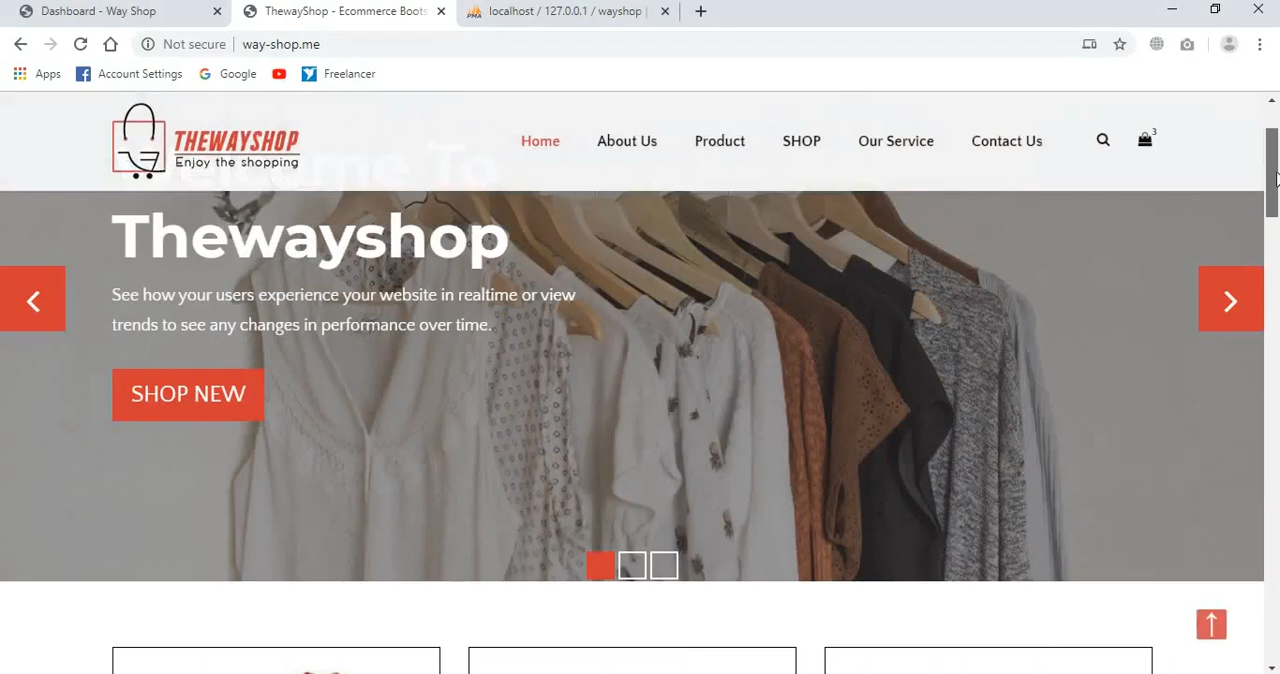 Dashboard - Way Shop
ThewayShop - Ecommerce Boots
localhost / 127.0.0.1 / wayshop |
Not secure | way-shop.me
Apps
Account Settings
Google
Freelancer
THEWAYSHOP
Enjoy the shopping
Home
About Us
Product
SHOP
Our Service
Contact Us
3
Welcome To
Thewayshop
See how your users experience your website in realtime or view
trends to see any changes in performance over time.
SHOP NEW